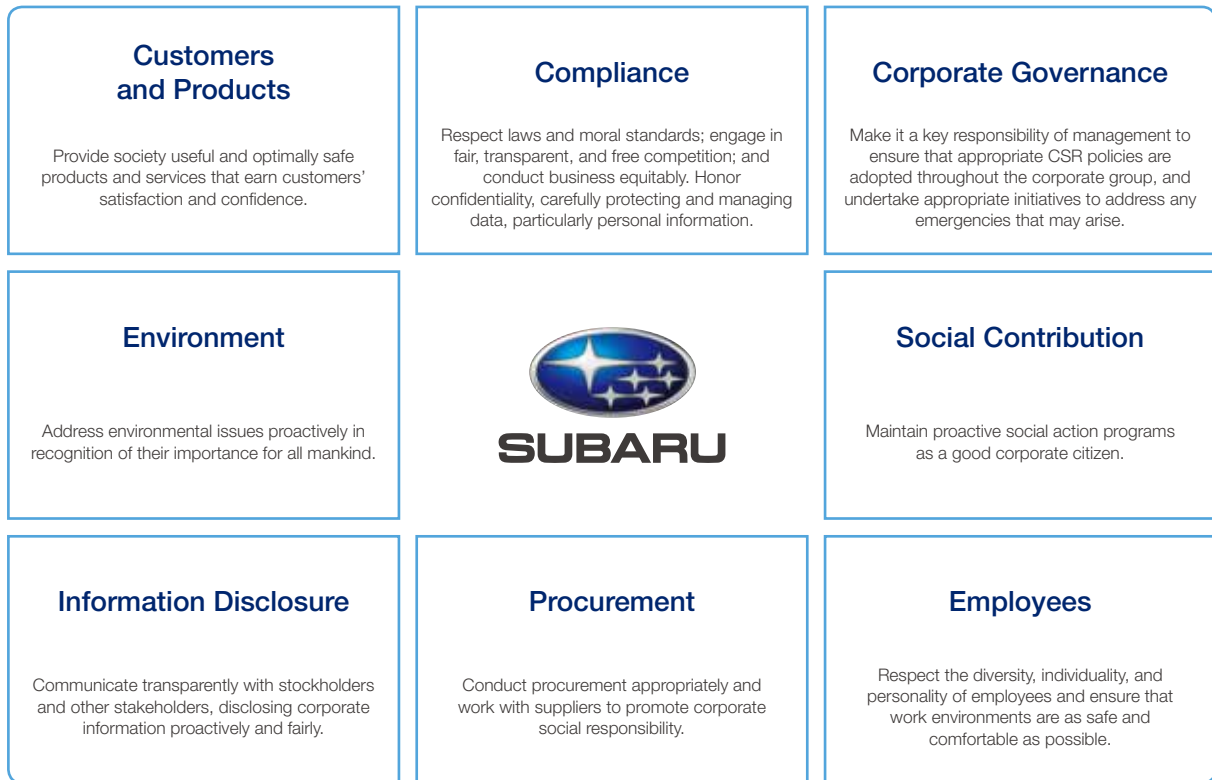 Customers
and Products
Provide society useful and optimally safe
products and services that earn customers’
satisfaction and confidence.
Compliance
Respect laws and moral standards; engage in
fair, transparent, and free competition; and
conduct business equitably. Honor
confidentiality, carefully protecting and managing
data, particularly personal information.
Corporate Governance
Make it a key responsibility of management to
ensure that appropriate CSR policies are
adopted throughout the corporate group, and
undertake appropriate initiatives to address any
emergencies that may arise.
Environment
Address environmental issues proactively in
recognition of their importance for all mankind.
SUBARU
Social Contribution
Maintain proactive social action programs
as a good corporate citizen.
Information Disclosure
Communicate transparently with stockholders
and other stakeholders, disclosing corporate
information proactively and fairly.
Procurement
Conduct procurement appropriately and
work with suppliers to promote corporate
social responsibility.
Employees
Respect the diversity, individuality, and
personality of employees and ensure that
work environments are as safe and
comfortable as possible.